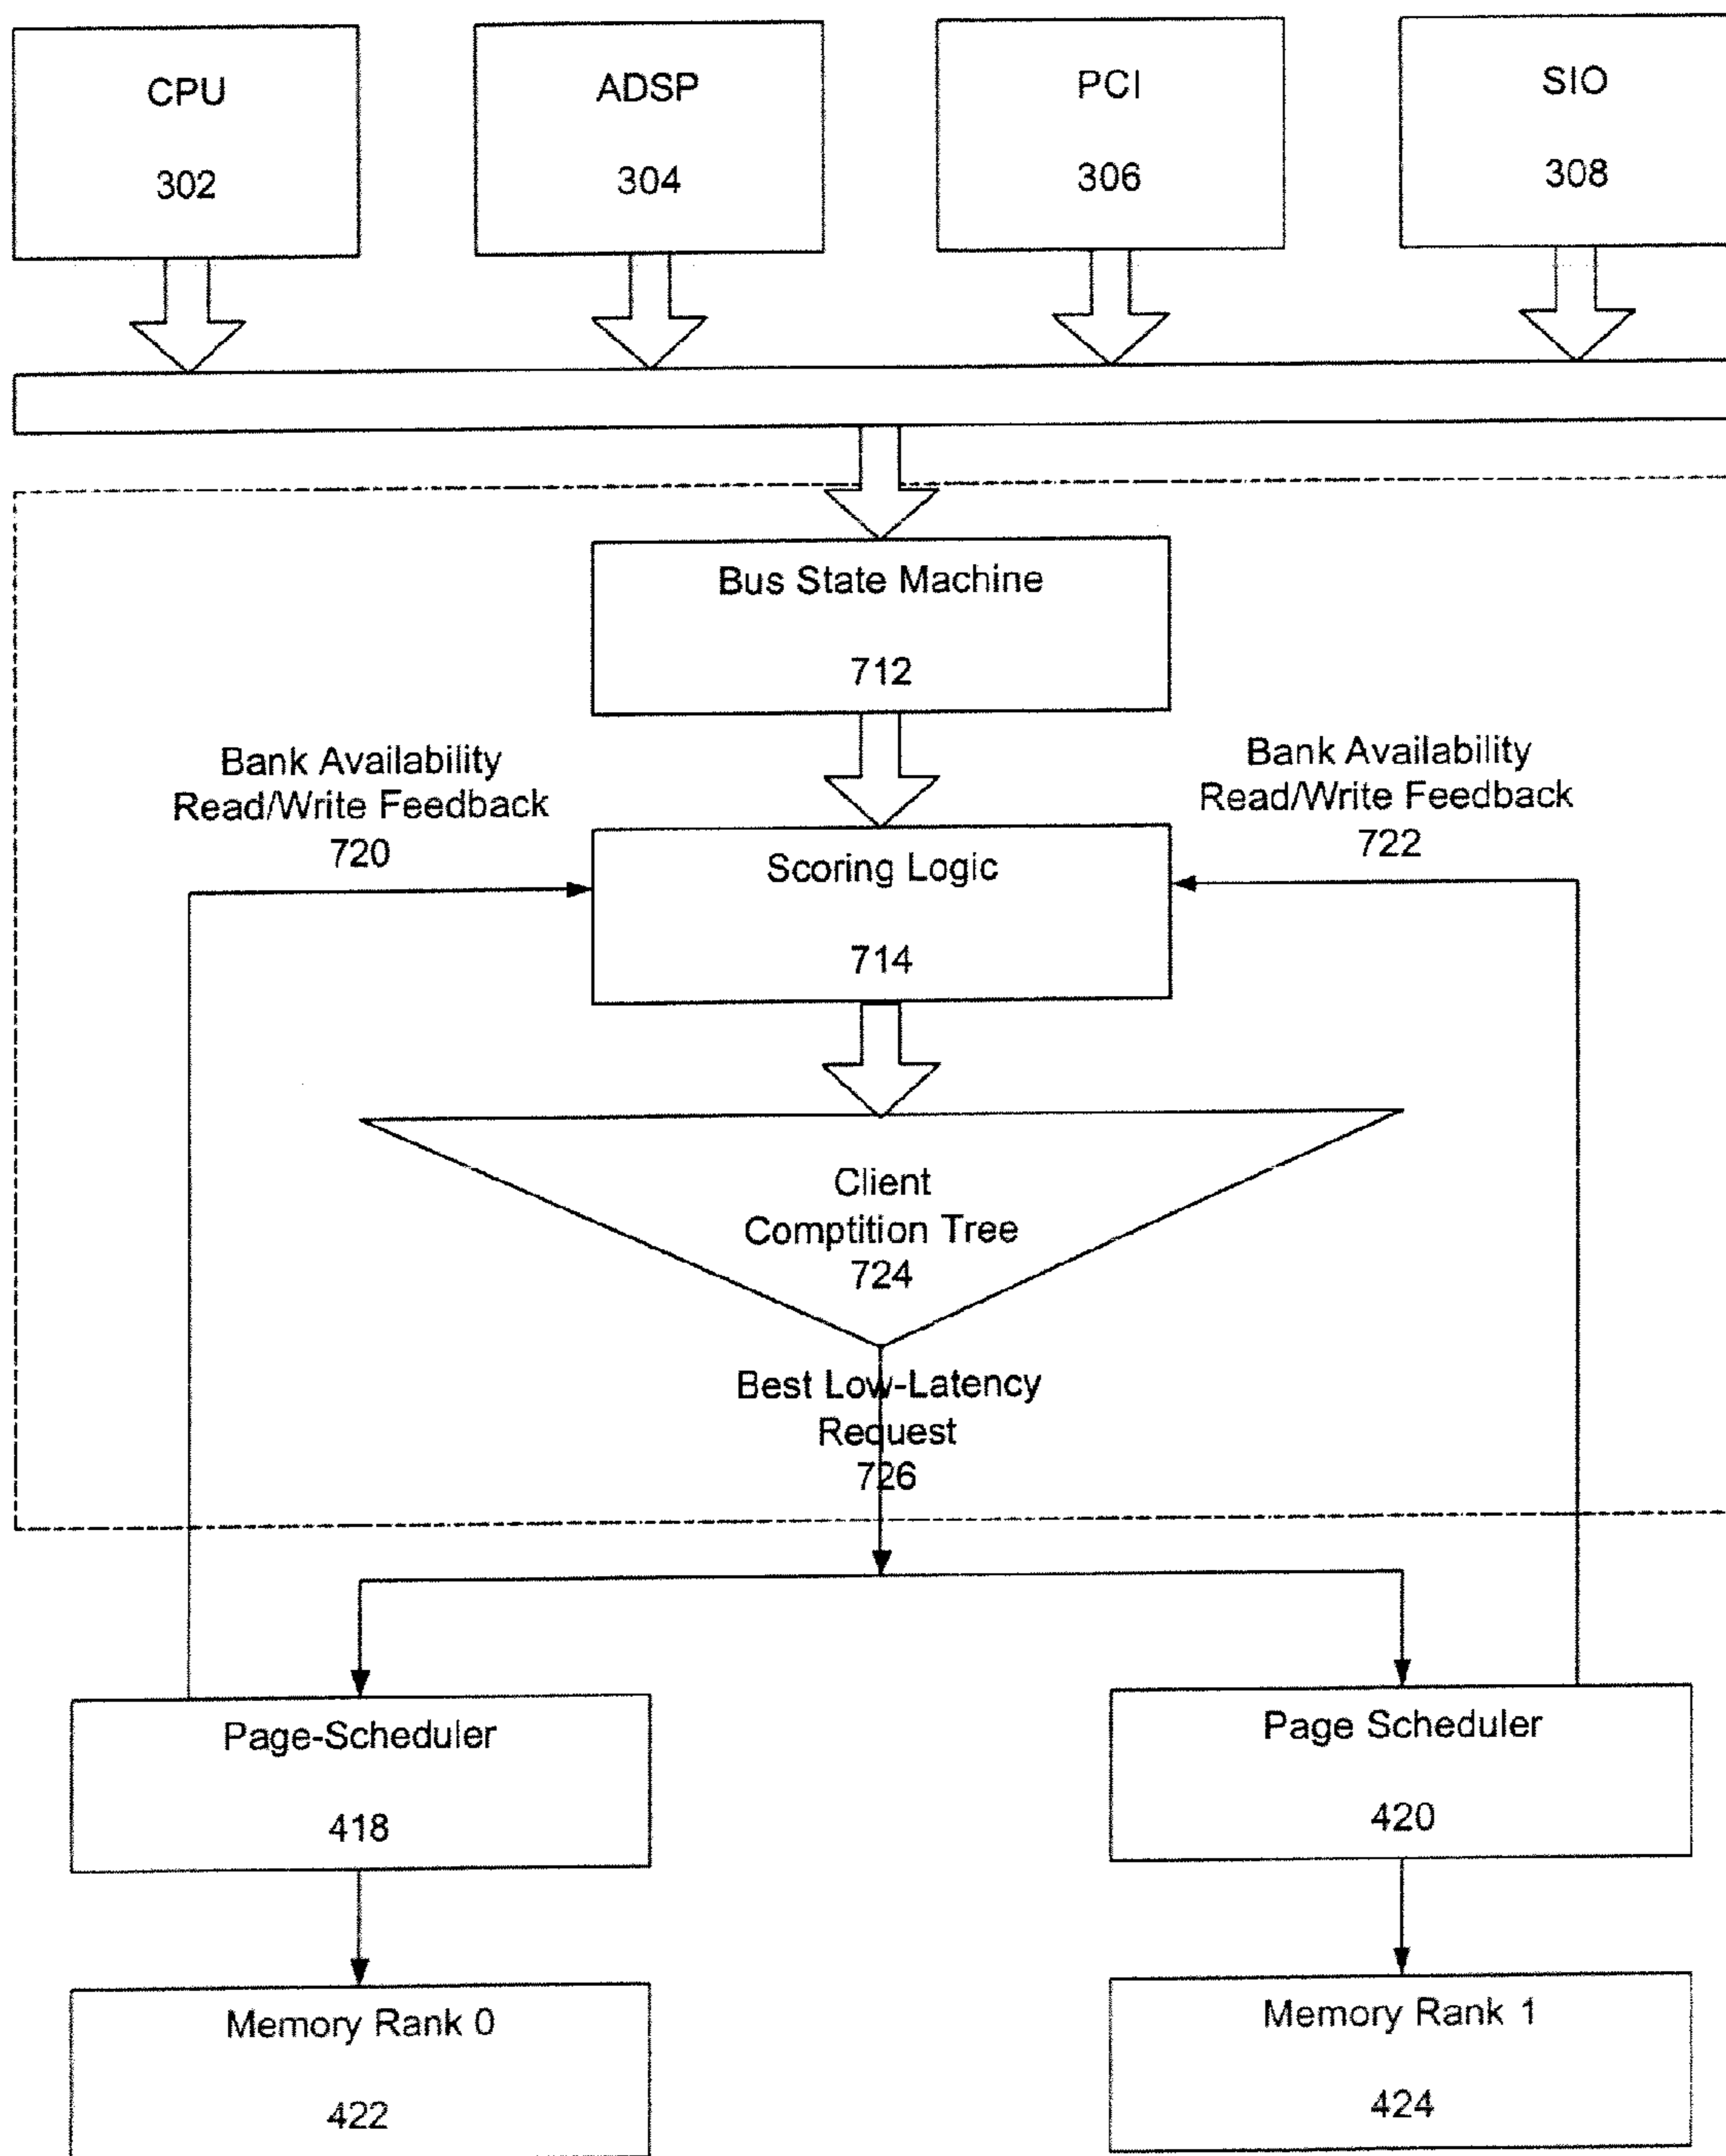 CPU
302
ADSP
304
PCI
306
SIO
308
Bus State Machine
712
Bank Availability
Read/Write Feedback
720
Bank Availability
Read/Write Feedback
722
Scoring Logic
714
Client
Comptition Tree
724
Best Low-Latency
Request
726
Page-Scheduler
418
Page Scheduler
420
Memory Rank 0
422
Memory Rank 1
424